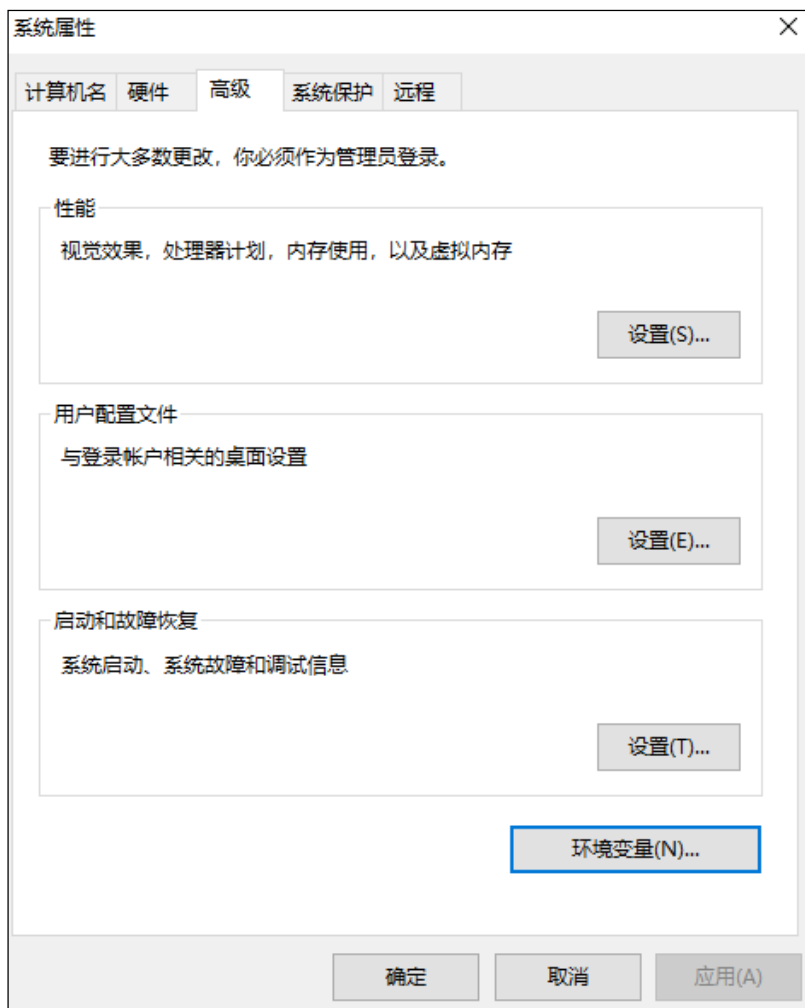 系统属性
计算机名 硬件 高级 系统保护 远程
要进行大多数更改，你必须作为管理员登录。
性能
视觉效果，处理器计划，内存使用，以及虚拟内存
设置(S)...
用户配置文件
与登录帐户相关的桌面设置
设置(E)...
启动和故障恢复
系统启动、系统故障和调试信息
设置(T)...
环境变量(N)...
确定 取消 应用(A)